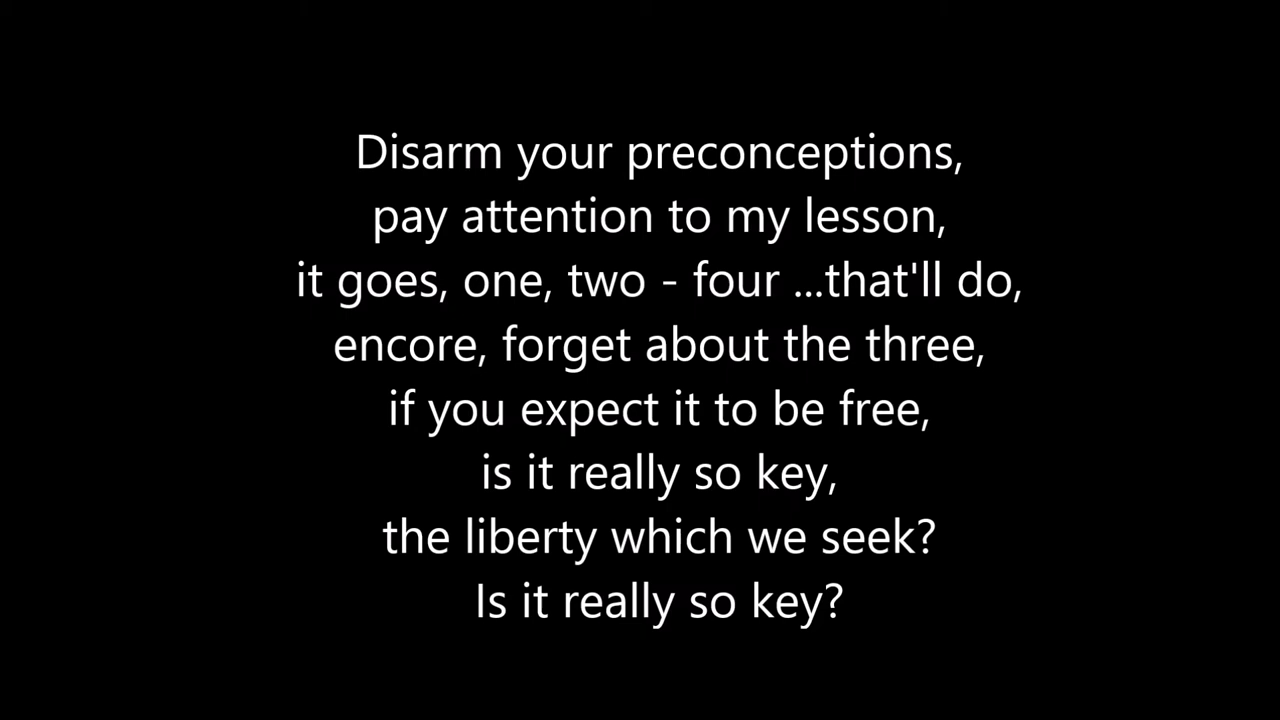 Disarm your preconceptions,
pay attention to my lesson,
it goes, one, two - four ...that'll do,
encore, forget about the three,
if you expect it to be free,
is it really so key,
the liberty which we seek?
Is it really so key?